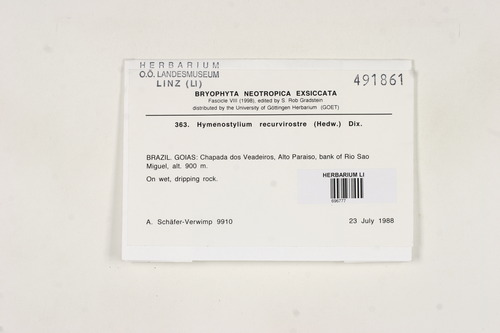 HERBARIUM
O.Ö. LANDESMUSEUM
LINZ (LI)
491861
BRYOPHYTA NEOTROPICA EXSICCATA
Fascicle VIII (1998), edited by S. Rob Gradstein
distributed by the University of Göttingen Herbarium (GOET)
363. Hymenostylium recurvirostre (Hedw.) Dix.
BRAZIL. GOIAS: Chapada dos Veadeiros, Alto Paraiso, bank of Rio Sao
Miguel, alt. 900 m.
On wet, dripping rock.
HERBARIUM LI
696777
A. Schäfer-Verwimp 9910
23 July 1988